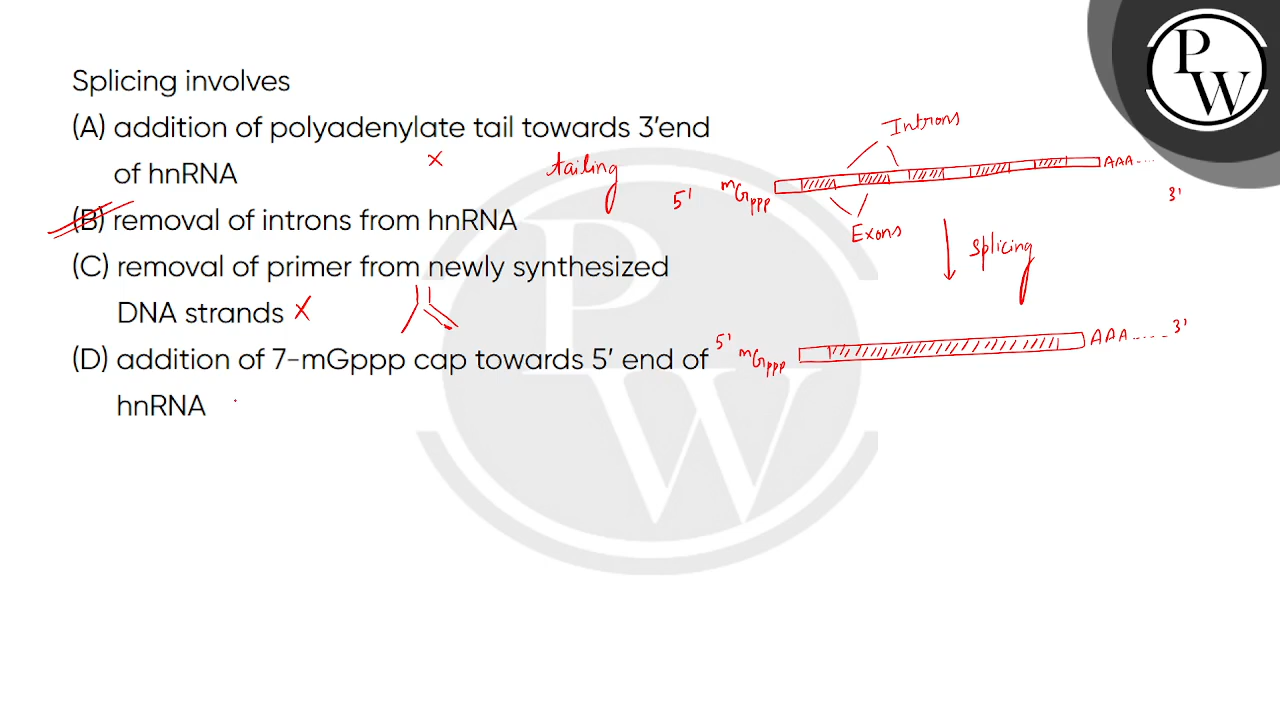 Splicing involves
(A) addition of polyadenylate tail towards 3'end
of hnRNA
(B) removal of introns from hnRNA
(C) removal of primer from newly synthesized
DNA strands
(D) addition of 7-mGppp cap towards 5' end of
hnRNA
tailing
Introns
5' mGppp AAA....
3'
Exons
Splicing
5' mGppp AAA..... 3'
P
W
P
W